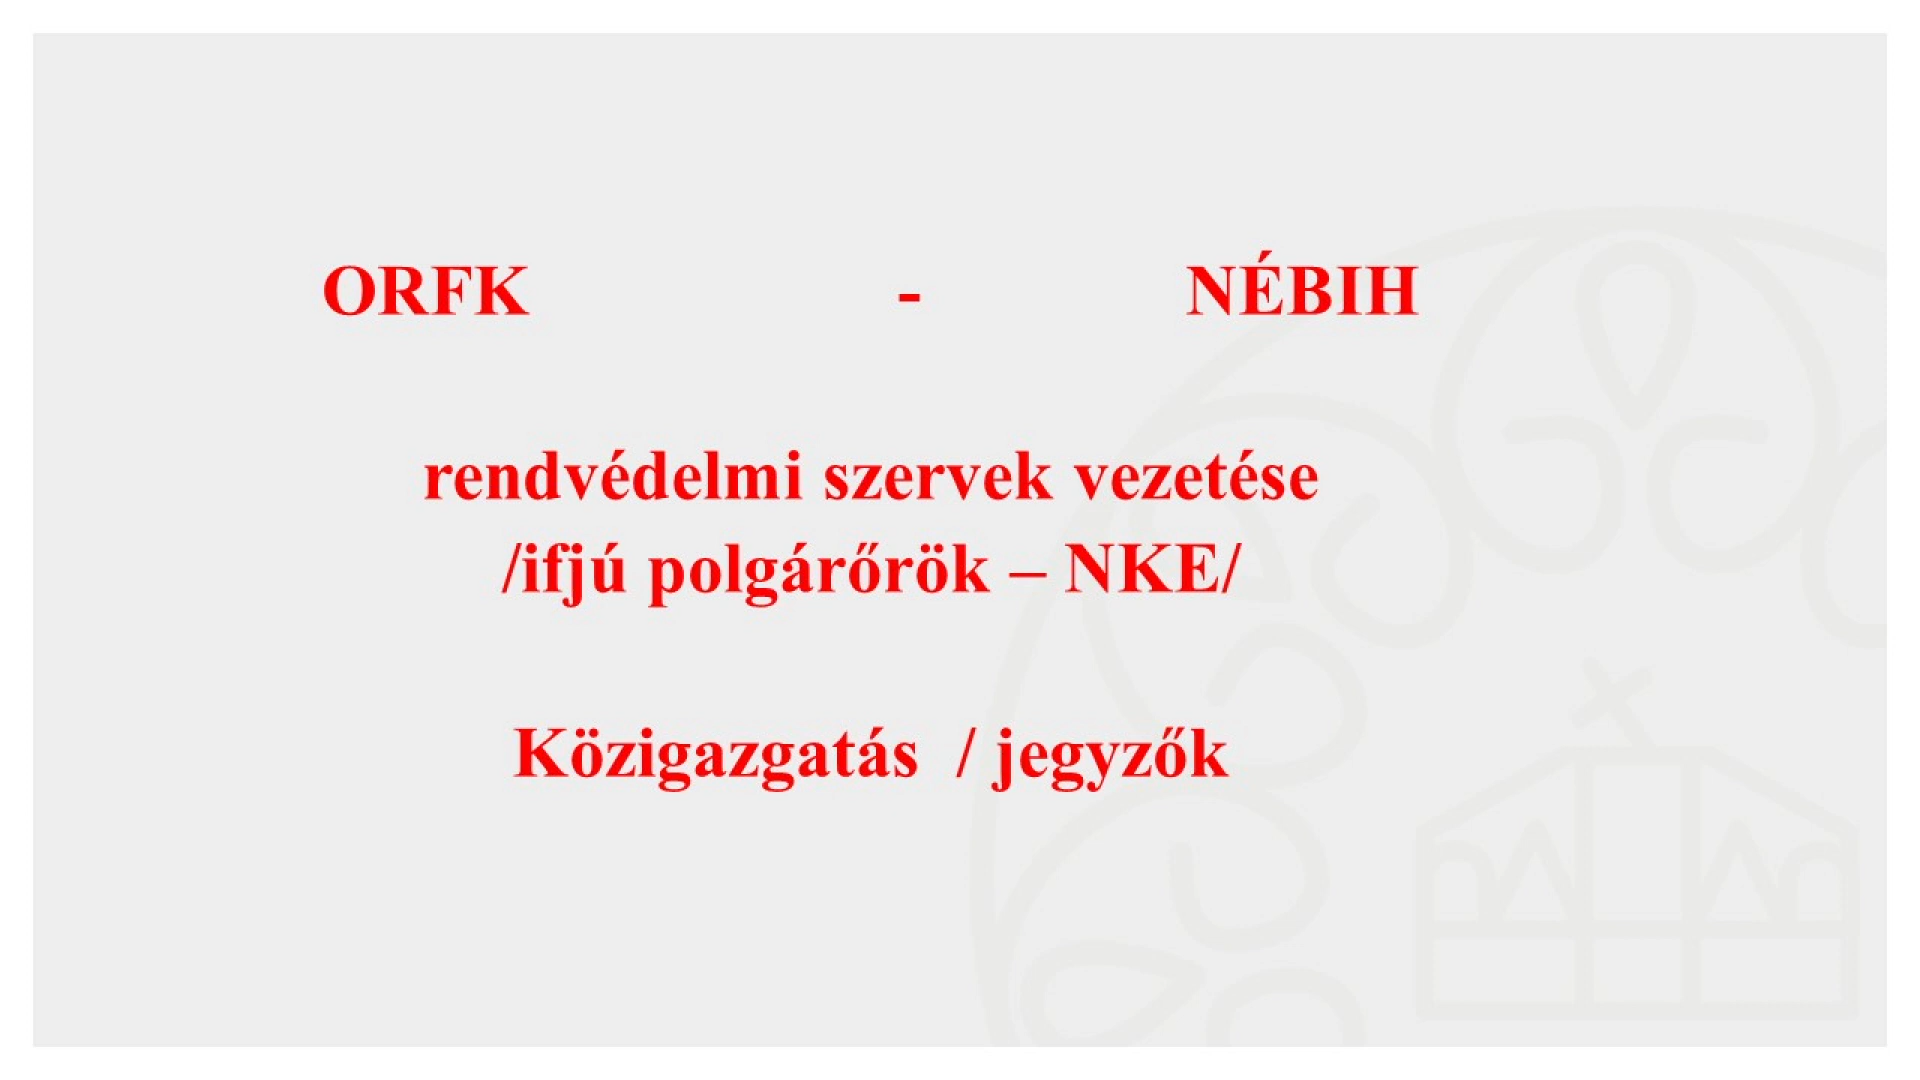 ORFK - NÉBIH
rendvédelmi szervek vezetése
/ifjú polgárőrök – NKE/
Közigazgatás / jegyzők